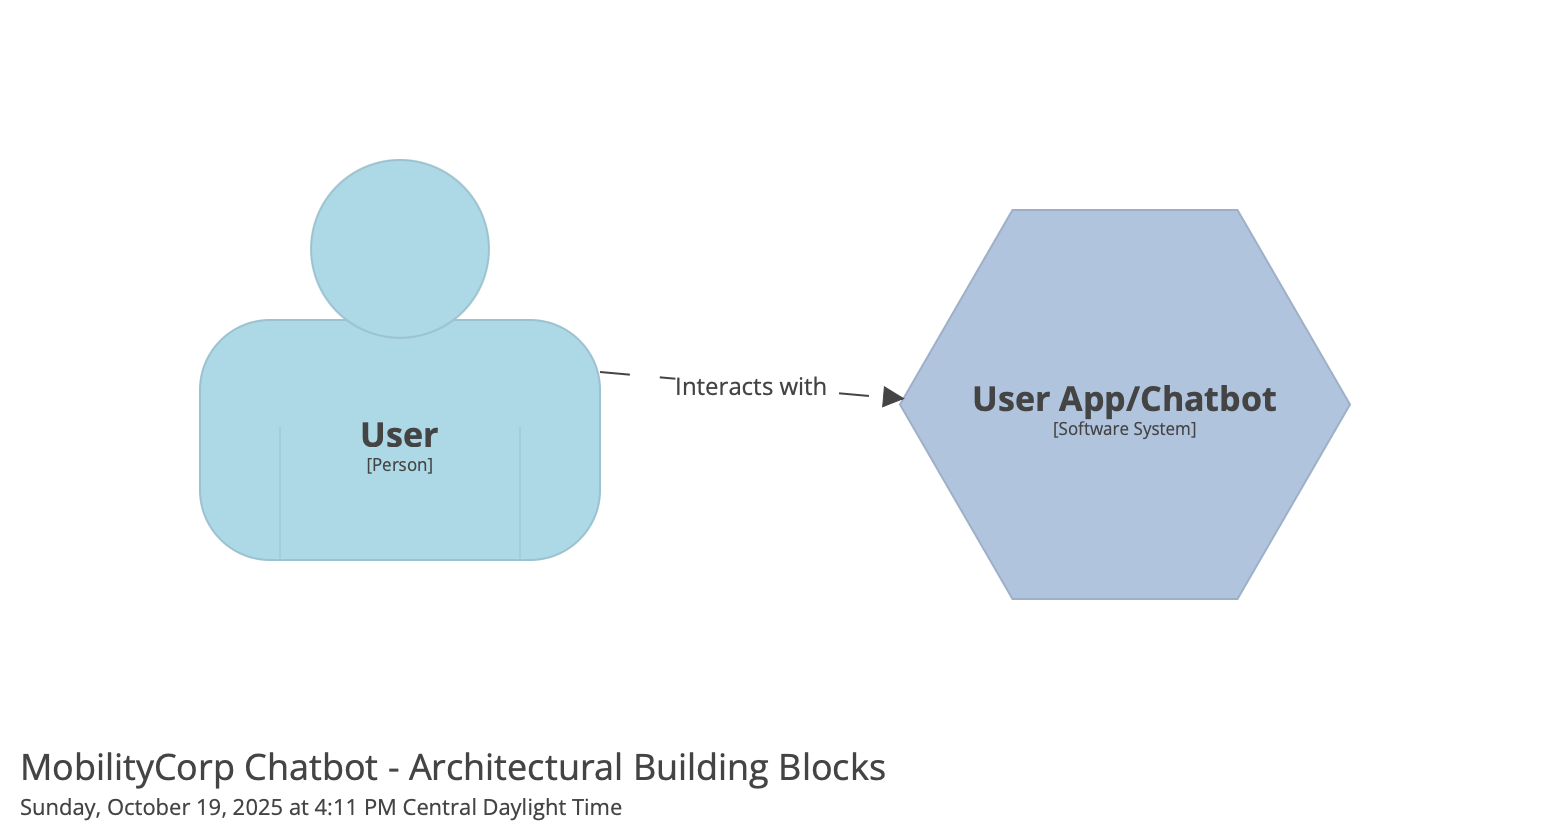 User
[Person]
Interacts with
User App/Chatbot
[Software System]
MobilityCorp Chatbot - Architectural Building Blocks
Sunday, October 19, 2025 at 4:11 PM Central Daylight Time